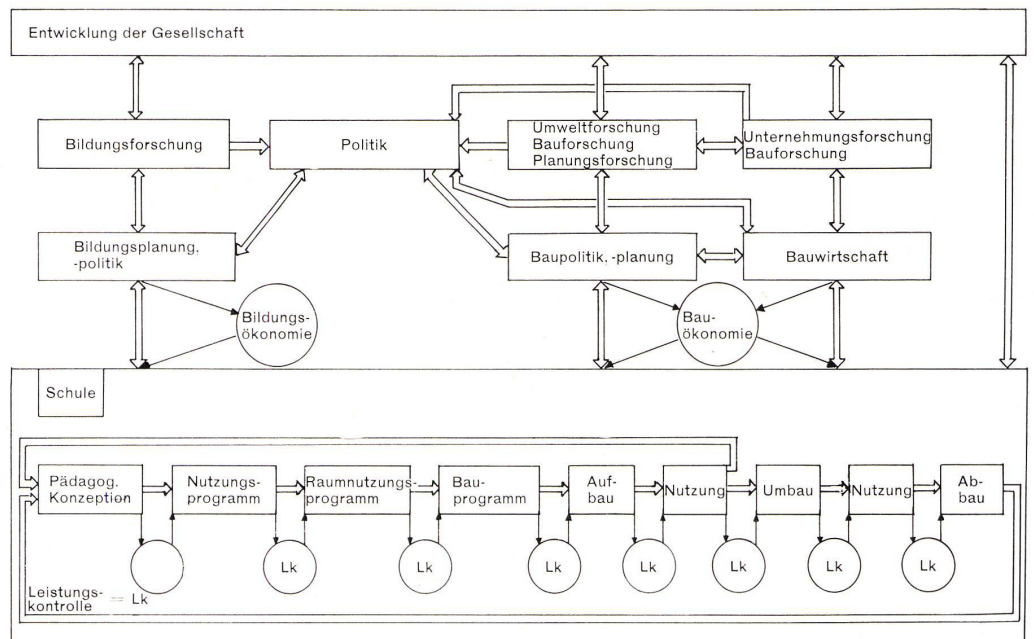 Entwicklung der Gesellschaft
Bildungsforschung
Politik
Umweltforschung
Bauforschung
Planungsforschung
Unternehmungsforschung
Bauforschung
Bildungsplanung,
-politik
Baupolitik, -planung
Bauwirtschaft
Bildungs-
ökonomie
Bau-
ökonomie
Schule
Pädagog.
Konzeption
Nutzungs-
programm
Raumnutzungs-
programm
Bau-
programm
Auf-
bau
Nutzung
Umbau
Nutzung
Ab-
bau
Lk
Lk
Lk
Lk
Lk
Lk
Lk
Leistungs-
kontrolle = Lk